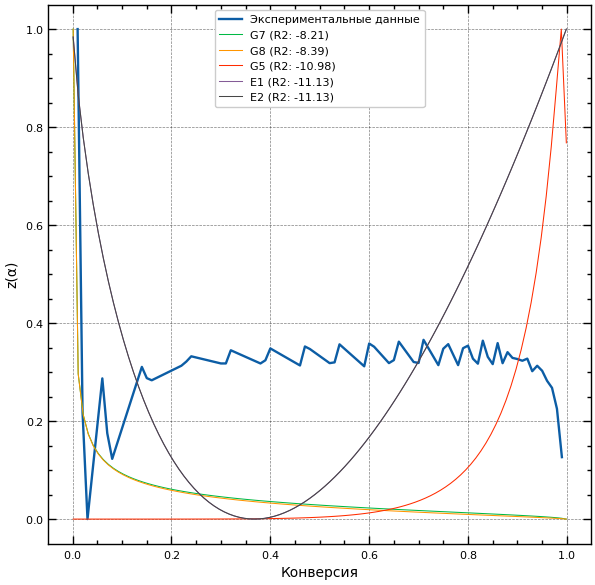 Экспериментальные данные
G7 (R2: -8.21)
G8 (R2: -8.39)
G5 (R2: -10.98)
E1 (R2: -11.13)
E2 (R2: -11.13)
z(α)
1.0
0.8
0.6
0.4
0.2
0.0
0.0 0.2 0.4 0.6 0.8 1.0
Конверсия